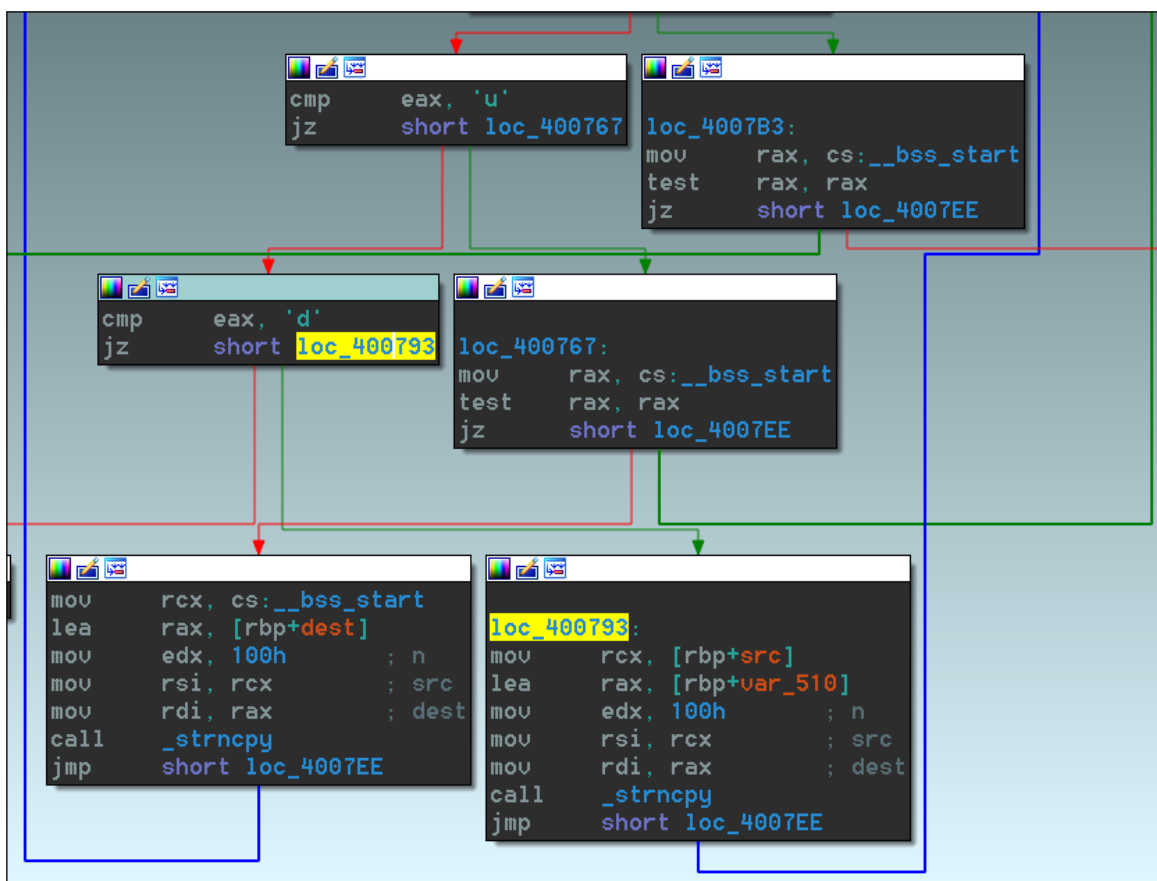 cmp eax, 'u'
jz short loc_400767
loc_4007B3:
mov rax, cs:__bss_start
test rax, rax
jz short loc_4007EE
cmp eax, 'd'
jz short loc_400793
loc_400767:
mov rax, cs:__bss_start
test rax, rax
jz short loc_4007EE
mov rcx, cs:__bss_start
lea rax, [rbp+dest]
mov edx, 100h ; n
mov rsi, rcx ; src
mov rdi, rax ; dest
call _strncpy
jmp short loc_4007EE
loc_400793:
mov rcx, [rbp+src]
lea rax, [rbp+var_510]
mov edx, 100h ; n
mov rsi, rcx ; src
mov rdi, rax ; dest
call _strncpy
jmp short loc_4007EE